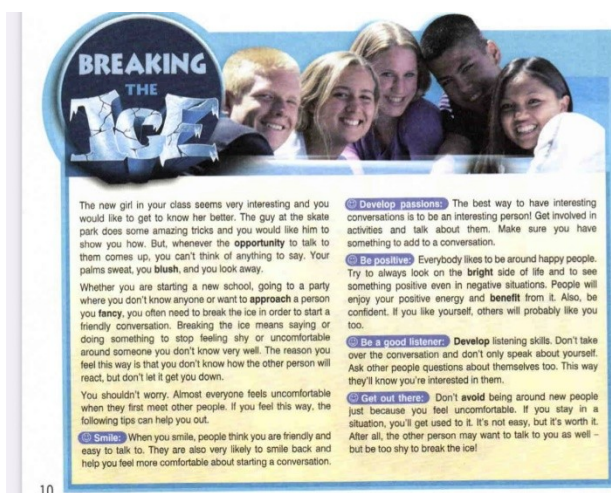 BREAKING
THE
ICE
The new girl in your class seems very interesting and you
would like to get to know her better. The guy at the skate
park does some amazing tricks and you would like him to
show you how. But, whenever the opportunity to talk to
them comes up, you can't think of anything to say. Your
palms sweat, you blush, and you look away.
Whether you are starting a new school, going to a party
where you don't know anyone or want to approach a person
you fancy, you often need to break the ice in order to start a
friendly conversation. Breaking the ice means saying or
doing something to stop feeling shy or uncomfortable
around someone you don't know very well. The reason you
feel this way is that you don't know how the other person will
react, but don't let it get you down.
You shouldn't worry. Almost everyone feels uncomfortable
when they first meet other people. If you feel this way, the
following tips can help you out.
Smile: When you smile, people think you are friendly and
easy to talk to. They are also very likely to smile back and
help you feel more comfortable about starting a conversation.
Develop passions: The best way to have interesting
conversations is to be an interesting person! Get involved in
activities and talk about them. Make sure you have
something to add to a conversation.
Be positive: Everybody likes to be around happy people.
Try to always look on the bright side of life and to see
something positive even in negative situations. People will
enjoy your positive energy and benefit from it. Also, be
confident. If you like yourself, others will probably like you
too.
Be a good listener: Develop listening skills. Don't take
over the conversation and don't only speak about yourself.
Ask other people questions about themselves too. This way
they'll know you're interested in them.
Get out there: Don't avoid being around new people
just because you feel uncomfortable. If you stay in a
situation, you'll get used to it. It's not easy, but it's worth it.
After all, the other person may want to talk to you as well –
but be too shy to break the ice!
10